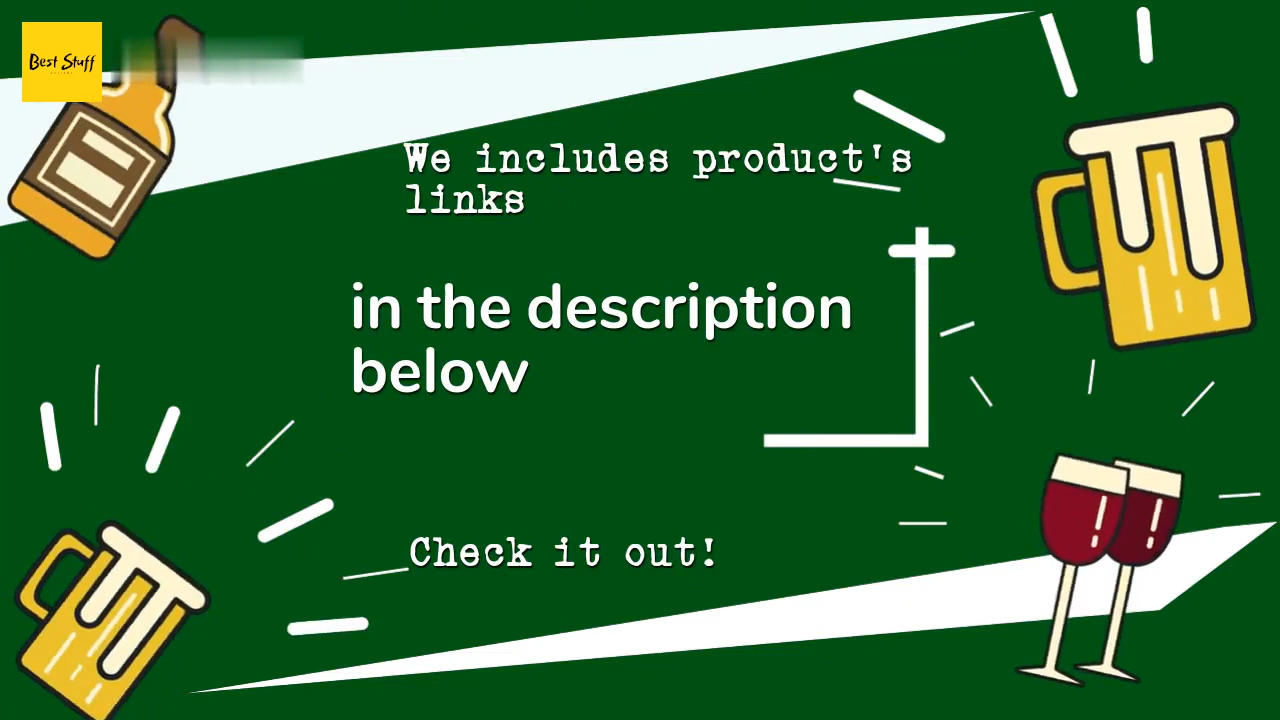 Best Stuff
We includes product's
links
in the description
below
Check it out!